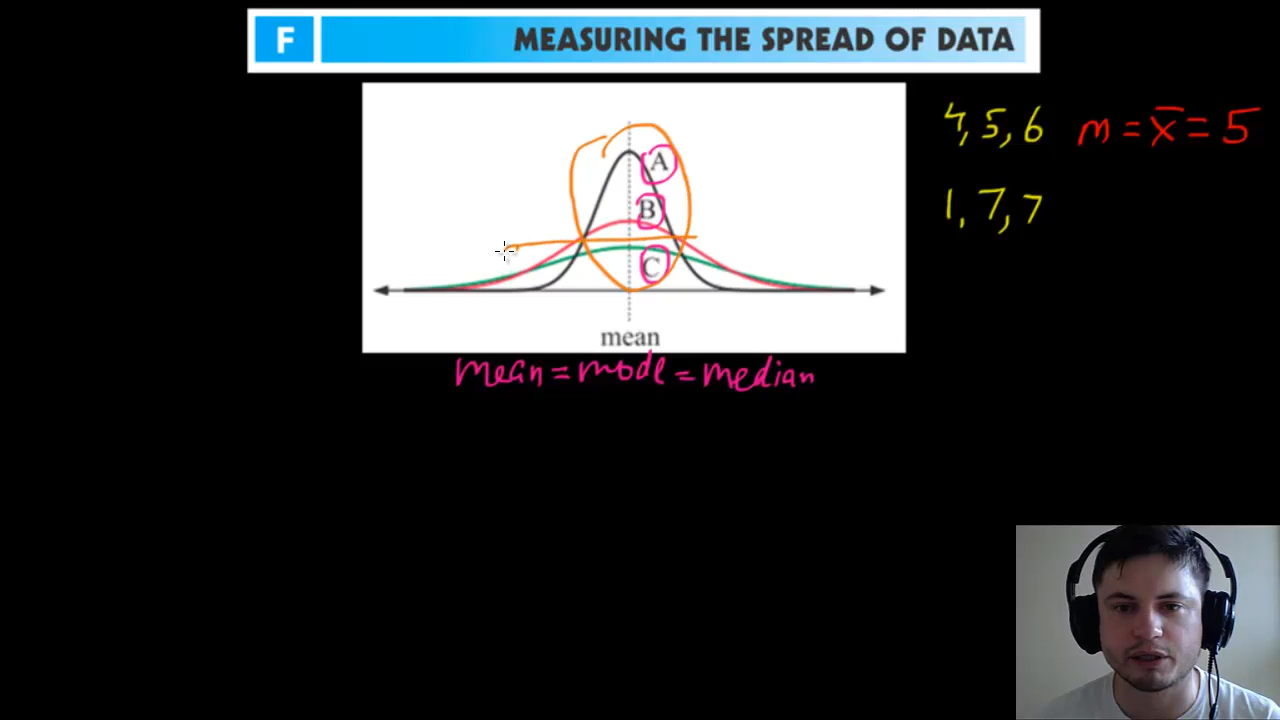 F MEASURING THE SPREAD OF DATA
4, 5, 6 m = x̅ = 5
A
B
1, 7, 7
C
mean
mean = mode = median